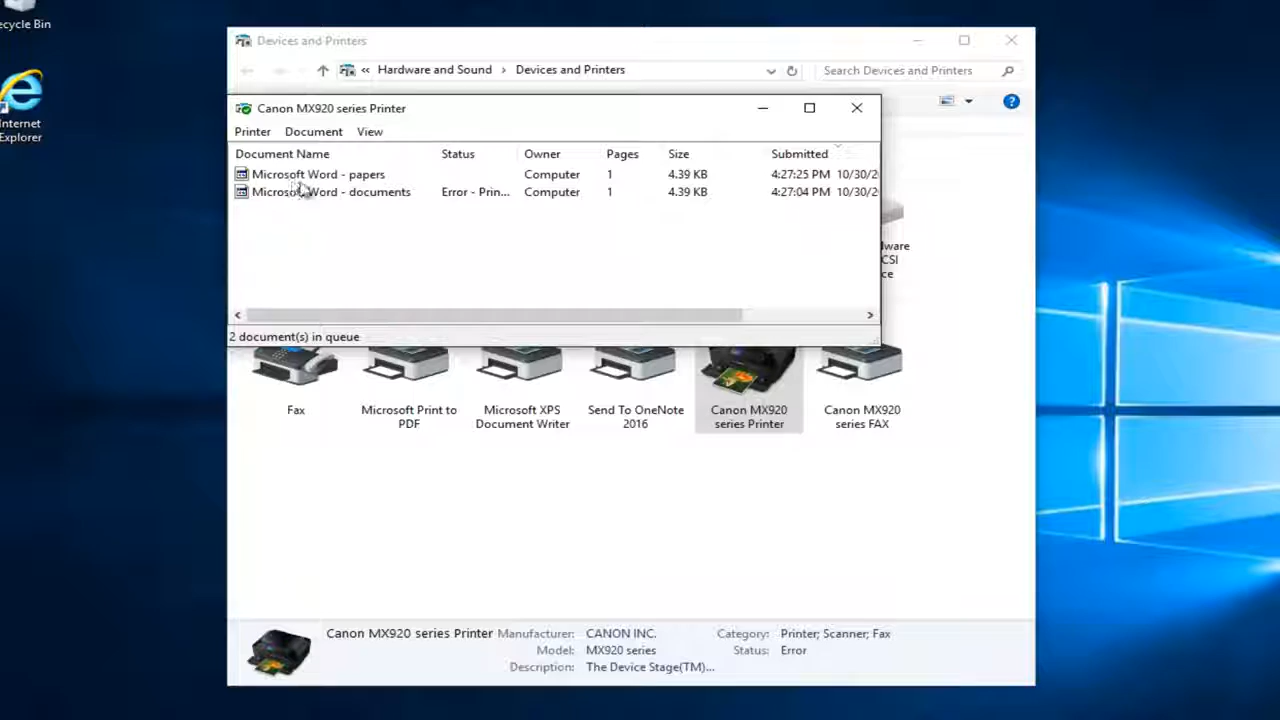 ecycle Bin
Internet
Explorer
Devices and Printers
« Hardware and Sound › Devices and Printers
Search Devices and Printers
Canon MX920 series Printer
Printer Document View
Document Name Status Owner Pages Size Submitted
Microsoft Word - papers Computer 1 4.39 KB 4:27:25 PM 10/30/2
Microsoft Word - documents Error - Prin... Computer 1 4.39 KB 4:27:04 PM 10/30/2
2 document(s) in queue
lware
CSI
ce
Fax
Microsoft Print to
PDF
Microsoft XPS
Document Writer
Send To OneNote
2016
Canon MX920
series Printer
Canon MX920
series FAX
Canon MX920 series Printer
Manufacturer: CANON INC.
Model: MX920 series
Description: The Device Stage(TM)...
Category: Printer; Scanner; Fax
Status: Error